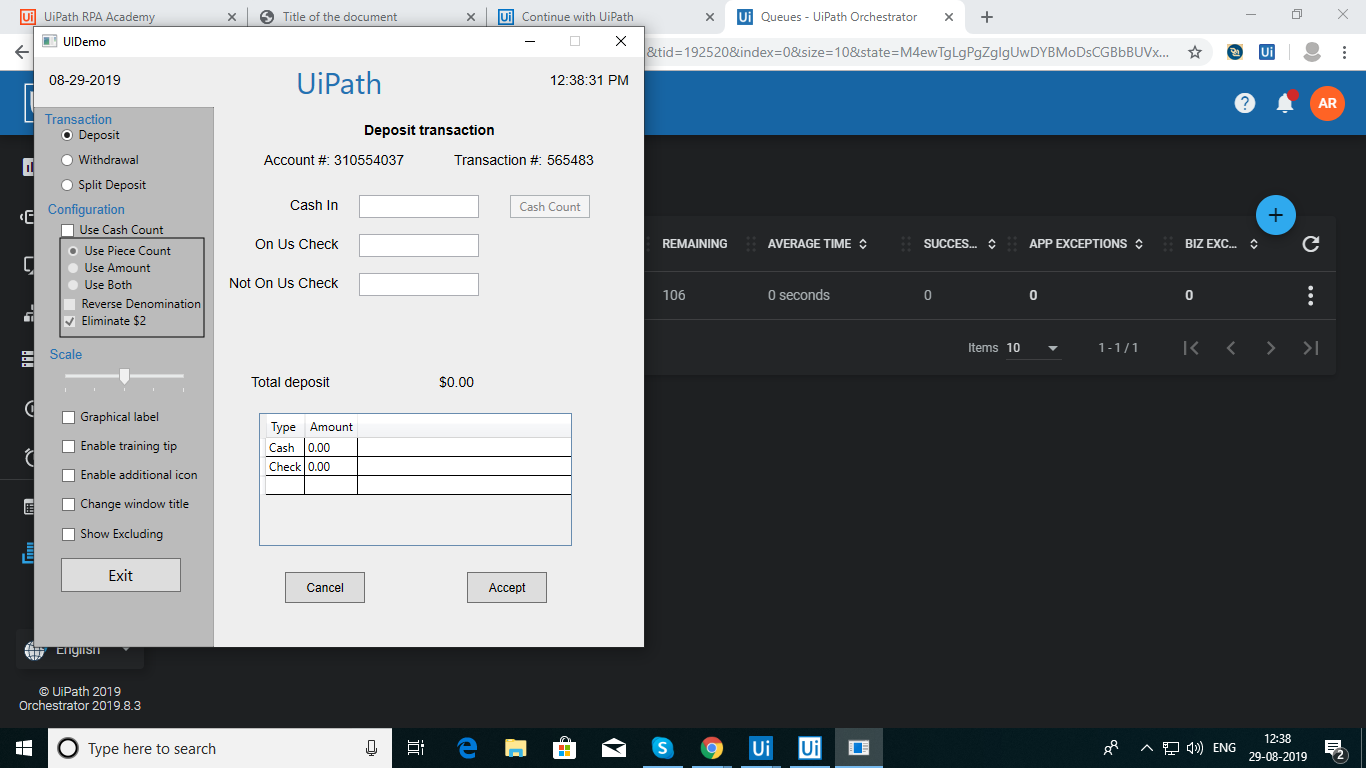 UiPath RPA Academy
Title of the document
Continue with UiPath
Queues - UiPath Orchestrator
UIDemo
&tid=192520&index=0&size=10&state=M4ewTgLgPgZgIgUwDYBMoDsCGBbBUVx...
Ui
08-29-2019
UiPath
12:38:31 PM
AR
Transaction
Deposit
Withdrawal
Split Deposit
Configuration
Use Cash Count
Use Piece Count
Use Amount
Use Both
Reverse Denomination
Eliminate $2
Scale
Graphical label
Enable training tip
Enable additional icon
Change window title
Show Excluding
Exit
Deposit transaction
Account #: 310554037
Transaction #: 565483
Cash In
Cash Count
On Us Check
Not On Us Check
Total deposit
$0.00
Type Amount
Cash 0.00
Check 0.00
Cancel
Accept
REMAINING AVERAGE TIME SUCCES... APP EXCEPTIONS BIZ EXC...
106 0 seconds 0 0 0
Items 10 1 - 1 / 1
English
© UiPath 2019
Orchestrator 2019.8.3
Type here to search
Ui
Ui
ENG
12:38
29-08-2019
2